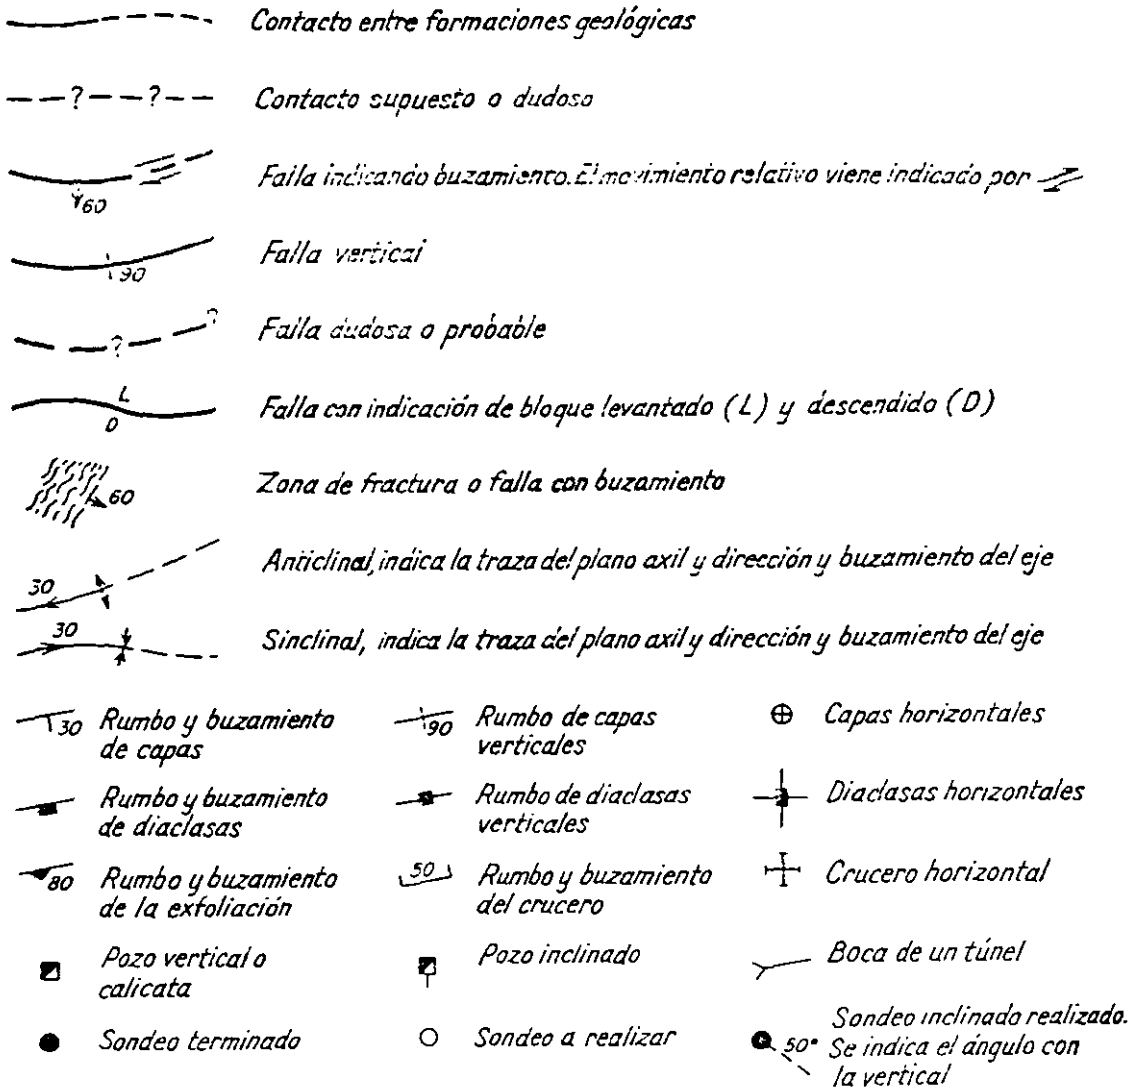 Contacto entre formaciones geológicas
? ? Contacto supuesto o dudoso
60 Falla indicando buzamiento. El movimiento relativo viene indicado por
90 Falla vertical
? ? Falla dudosa o probable
L
D Falla con indicación de bloque levantado (L) y descendido (D)
60 Zona de fractura o falla con buzamiento
30 Anticlinal, indica la traza del plano axil y dirección y buzamiento del eje
30 Sinclinal, indica la traza del plano axil y dirección y buzamiento del eje
30 Rumbo y buzamiento
de capas
90 Rumbo de capas
verticales
Capas horizontales
Rumbo y buzamiento
de diaclasas
Rumbo de diaclasas
verticales
Diaclasas horizontales
80 Rumbo y buzamiento
de la exfoliación
50 Rumbo y buzamiento
del crucero
Crucero horizontal
Pozo vertical o
calicata
Pozo inclinado
Boca de un túnel
Sondeo terminado
Sondeo a realizar
Sondeo inclinado realizado.
50° Se indica el ángulo con
la vertical